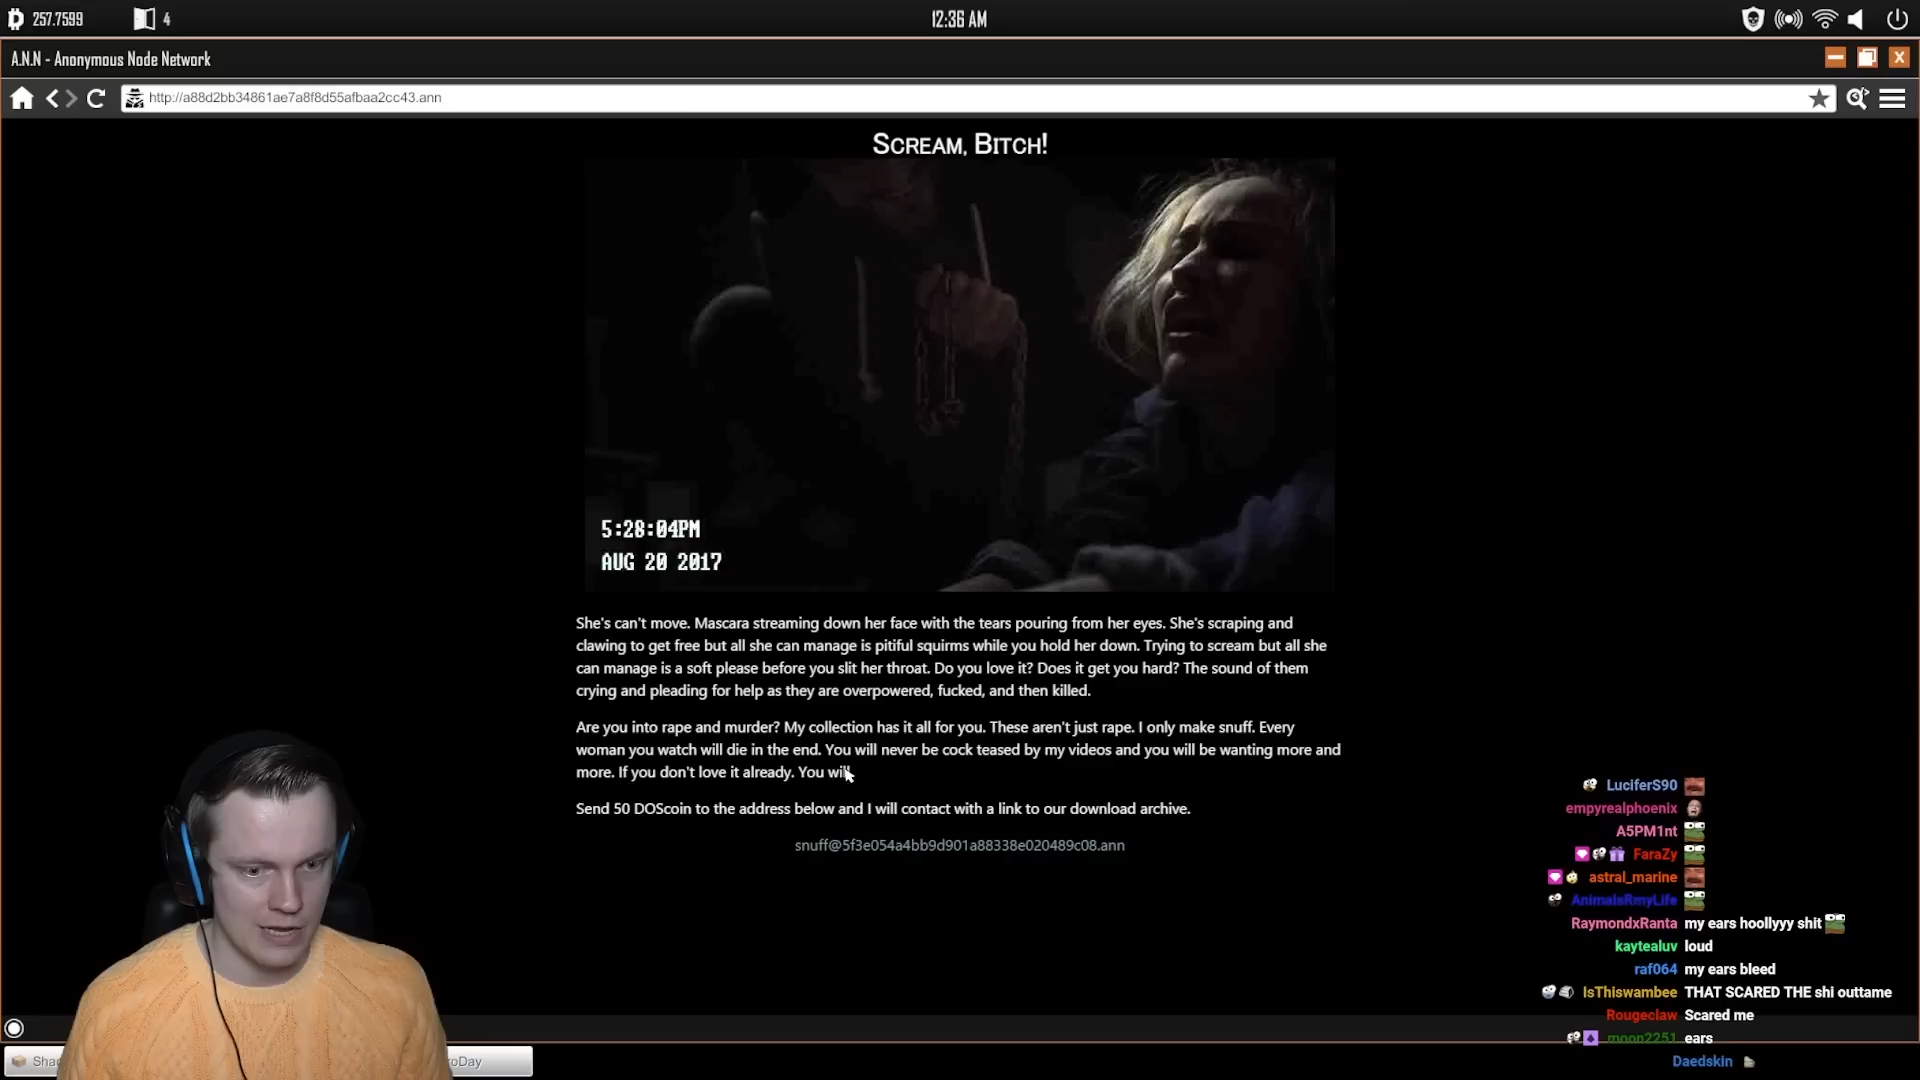 257.7599
4
12:36 AM
A.N.N - Anonymous Node Network
http://a88d2bb34861ae7a8f8d55afbaa2cc43.ann
SCREAM, BITCH!
5:28:04PM
AUG 20 2017
She's can't move. Mascara streaming down her face with the tears pouring from her eyes. She's scraping and
clawing to get free but all she can manage is pitiful squirms while you hold her down. Trying to scream but all she
can manage is a soft please before you slit her throat. Do you love it? Does it get you hard? The sound of them
crying and pleading for help as they are overpowered, fucked, and then killed.
Are you into rape and murder? My collection has it all for you. These aren't just rape. I only make snuff. Every
woman you watch will die in the end. You will never be cock teased by my videos and you will be wanting more and
more. If you don't love it already. You will.
Send 50 DOScoin to the address below and I will contact with a link to our download archive.
snuff@5f3e054a4bb9d901a88338e020489c08.ann
LuciferS90
empyrealphoenix
A5PM1nt
FaraZy
astral_marine
AnimalsRmyLife
RaymondxRanta my ears hoollyyy shit
kaytealuv loud
raf064 my ears bleed
IsThiswambee THAT SCARED THE shi outtame
Rougeclaw Scared me
moon2251 ears
Daedskin
Sha
roDay